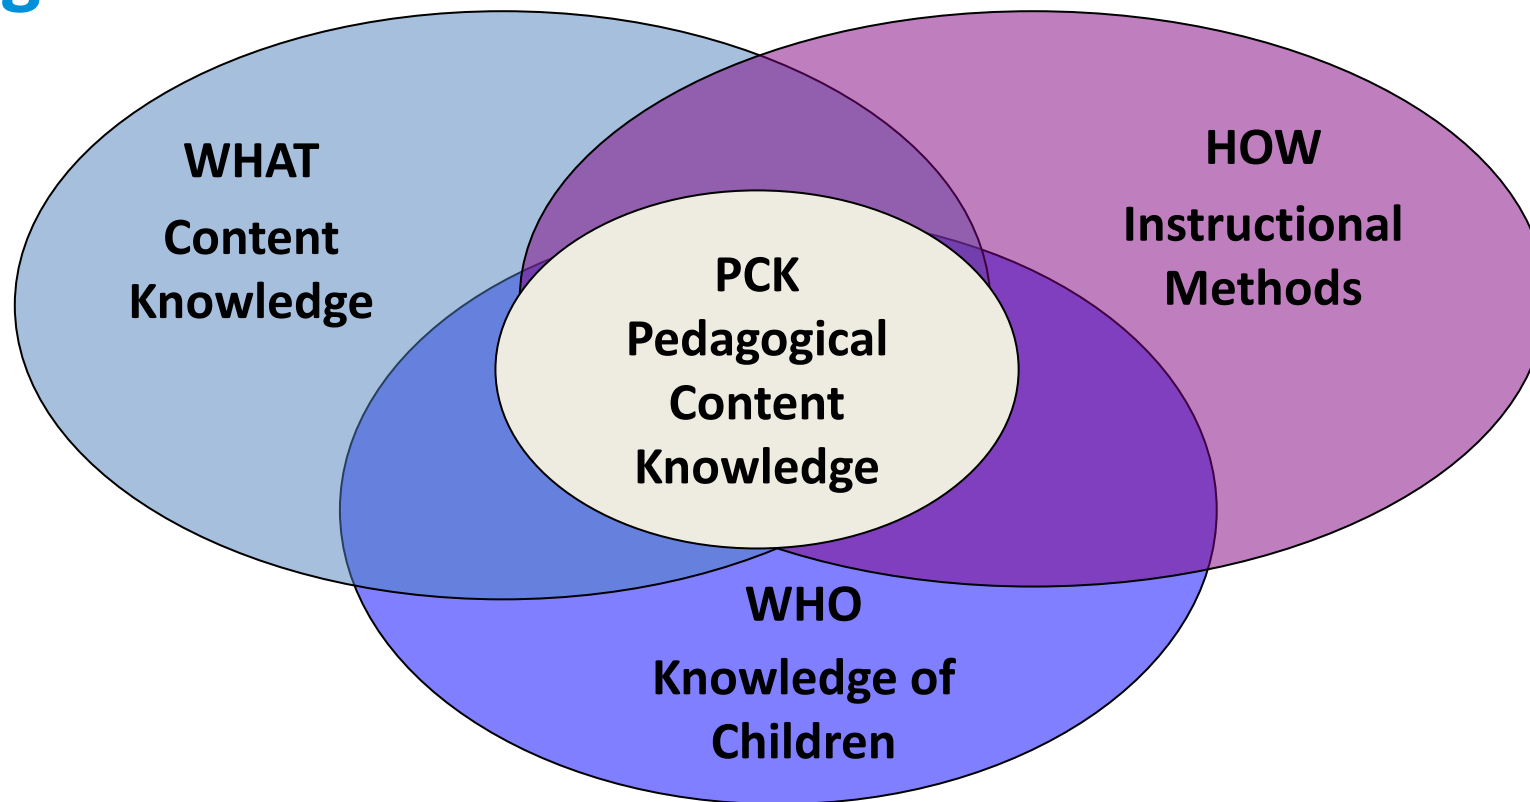 g
WHAT
Content
Knowledge
HOW
Instructional
Methods
PCK
Pedagogical
Content
Knowledge
WHO
Knowledge of
Children